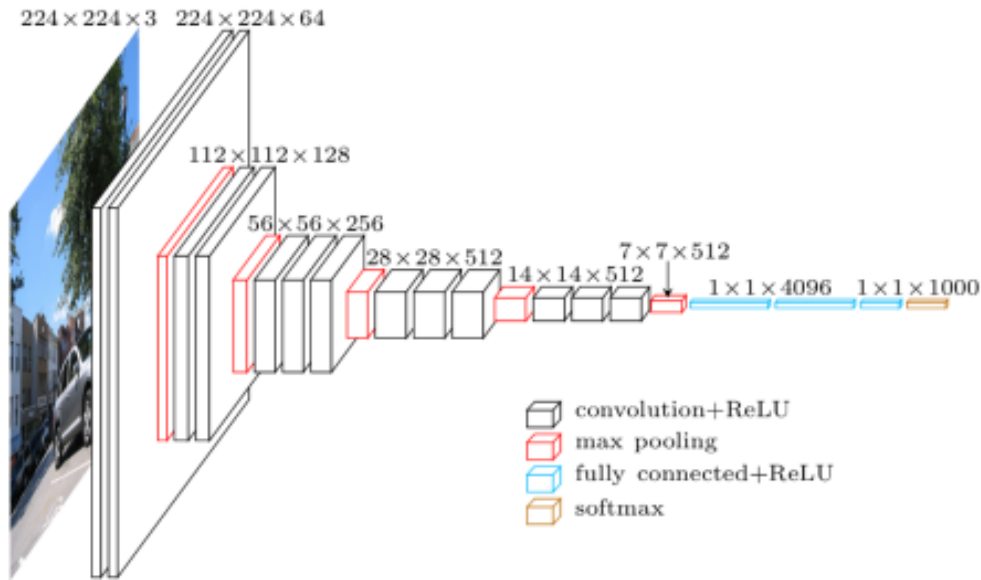 224×224×3
224×224×64
112×112×128
56×56×256
28×28×512
14×14×512
7×7×512
1×1×4096
1×1×1000
convolution+ReLU
max pooling
fully connected+ReLU
softmax